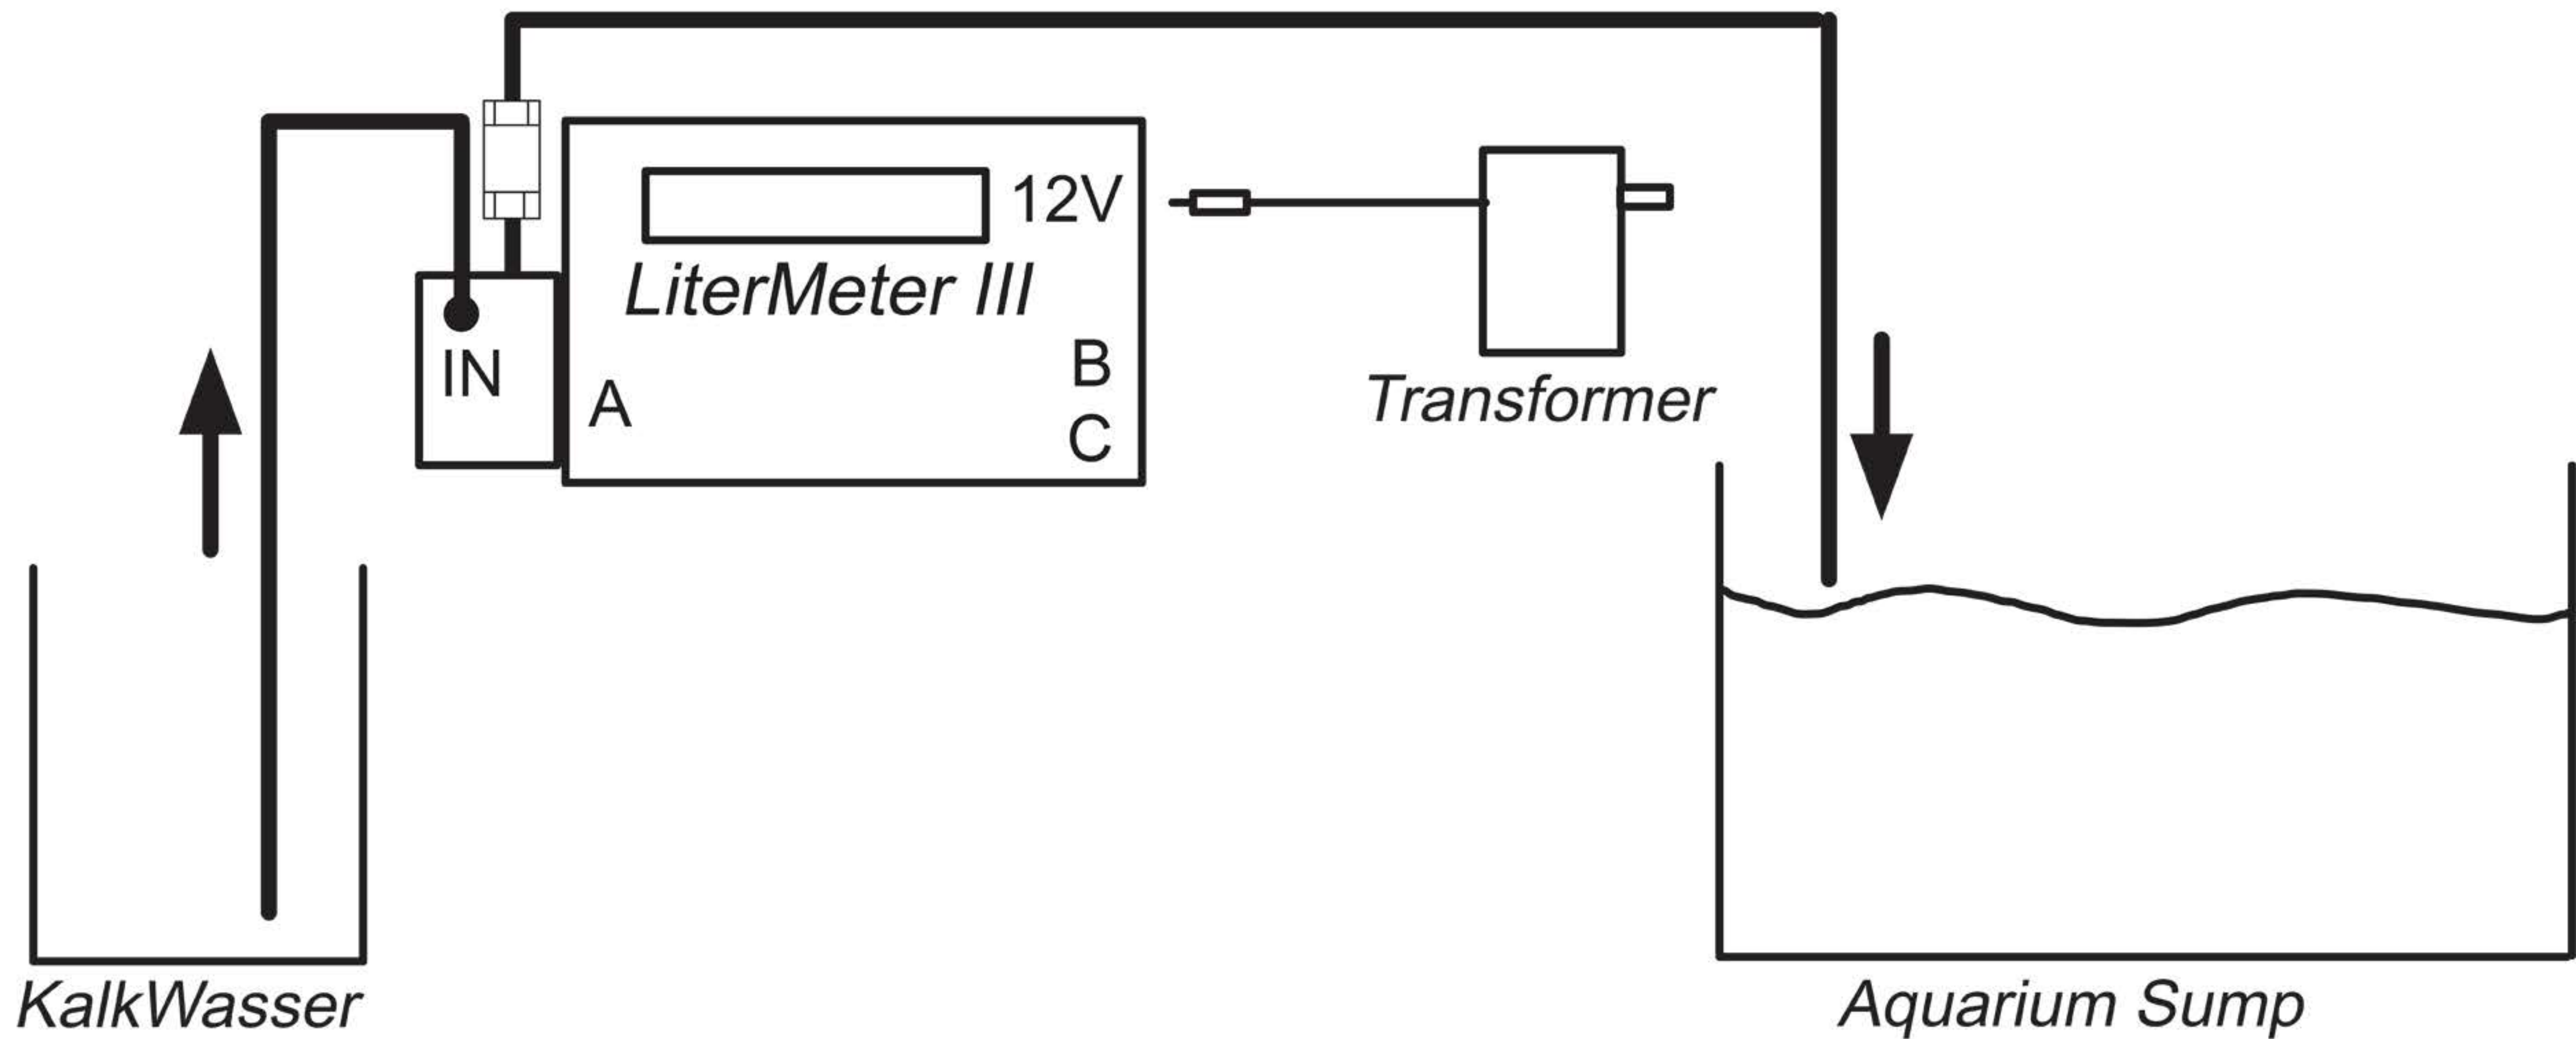 12V
LiterMeter III
IN
A
B
C
Transformer
KalkWasser
Aquarium Sump